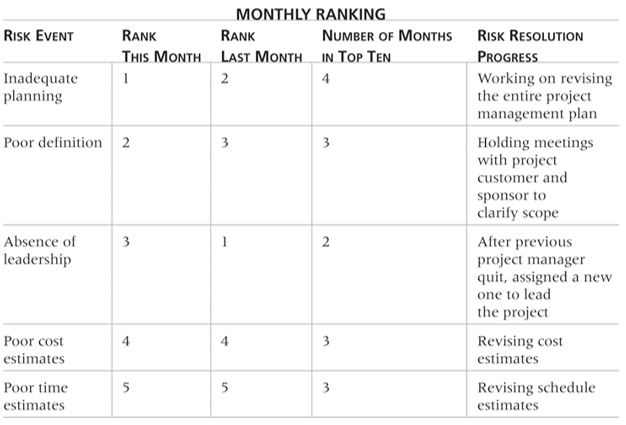 MONTHLY RANKING
RISK EVENT
RANK
THIS MONTH
RANK
LAST MONTH
NUMBER OF MONTHS
IN TOP TEN
RISK RESOLUTION
PROGRESS
Inadequate
planning
1
2
4
Working on revising
the entire project
management plan
Poor definition
2
3
3
Holding meetings
with project
customer and
sponsor to
clarify scope
Absence of
leadership
3
1
2
After previous
project manager
quit, assigned a new
one to lead
the project
Poor cost
estimates
4
4
3
Revising cost
estimates
Poor time
estimates
5
5
3
Revising schedule
estimates